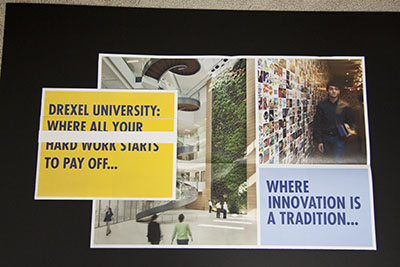 DREXEL UNIVERSITY:
WHERE ALL YOUR
HARD WORK STARTS
TO PAY OFF...
WHERE
INNOVATION IS
A TRADITION...